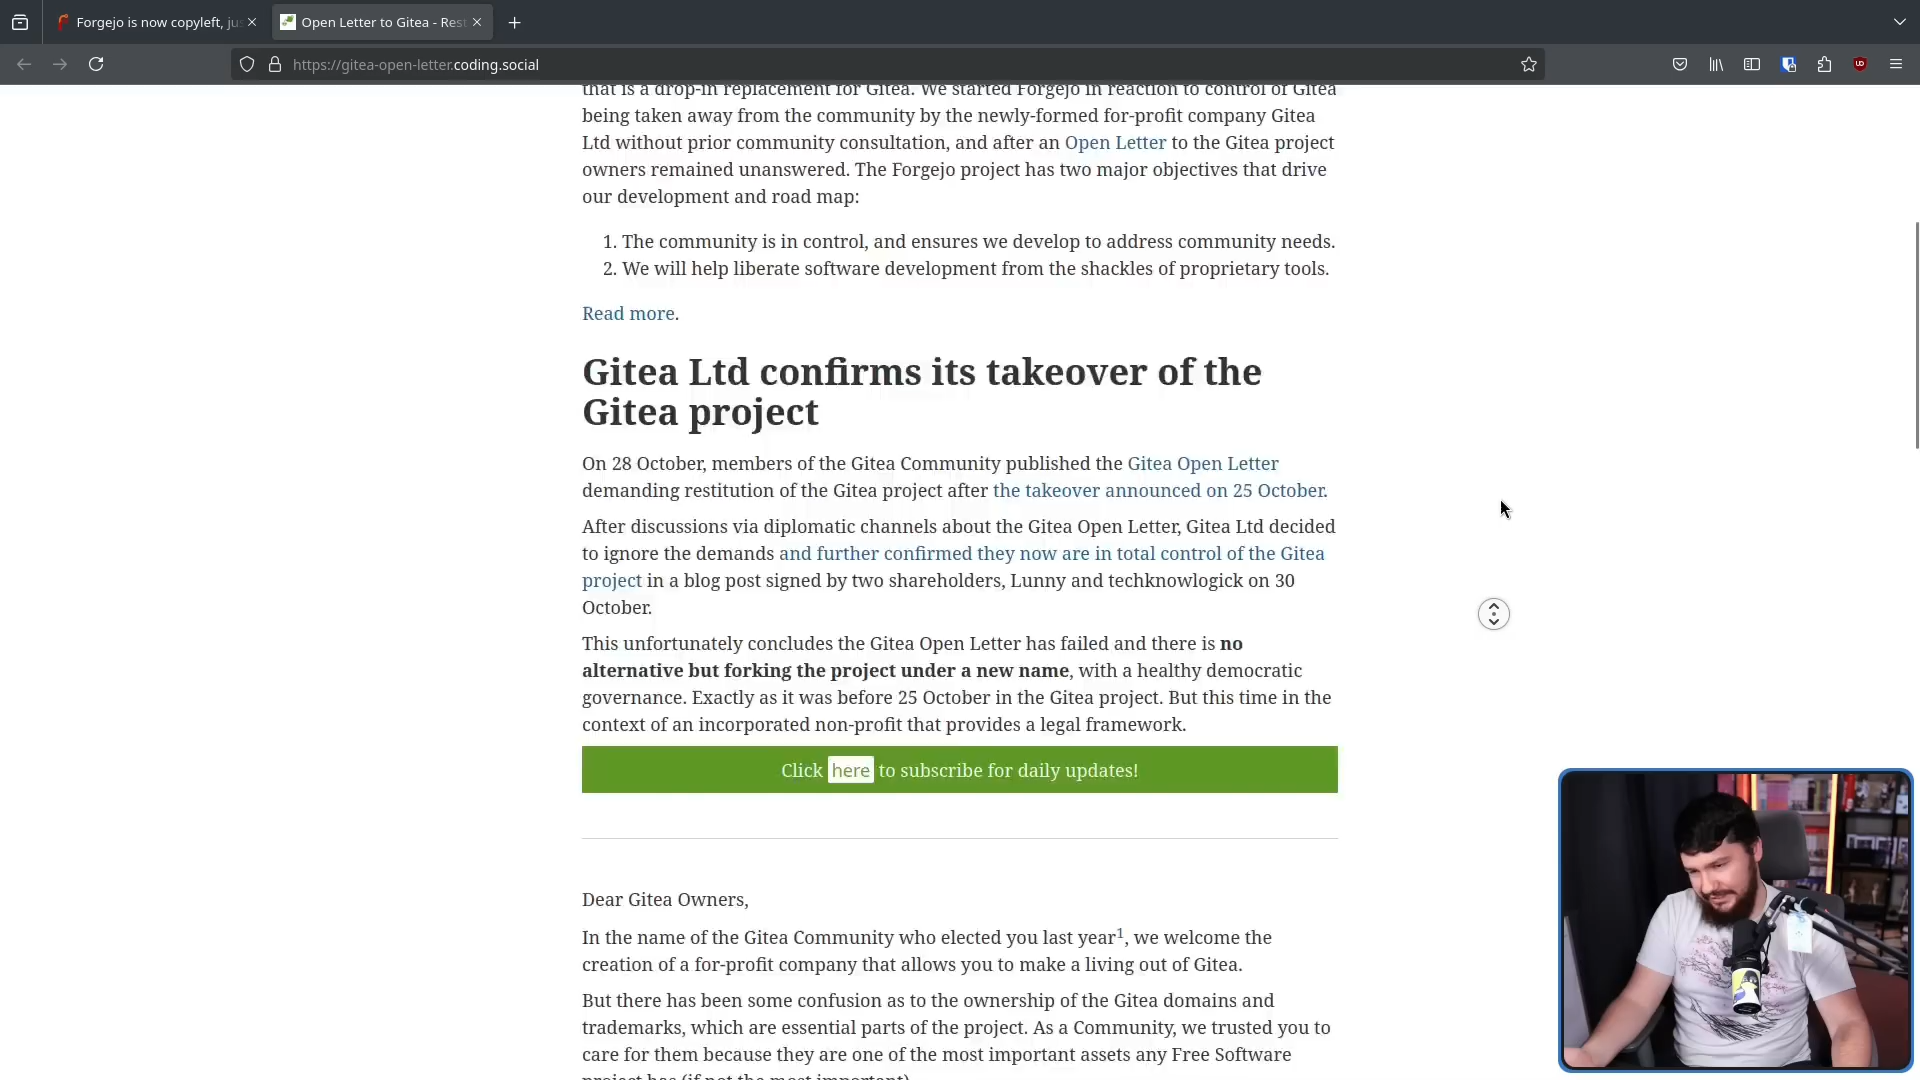 Forgejo is now copyleft, ju
Open Letter to Gitea - Rest
https://gitea-open-letter.coding.social
that is a drop-in replacement for Gitea. We started Forgejo in reaction to control of Gitea
being taken away from the community by the newly-formed for-profit company Gitea
Ltd without prior community consultation, and after an Open Letter to the Gitea project
owners remained unanswered. The Forgejo project has two major objectives that drive
our development and road map:
1. The community is in control, and ensures we develop to address community needs.
2. We will help liberate software development from the shackles of proprietary tools.
Read more.
Gitea Ltd confirms its takeover of the
Gitea project
On 28 October, members of the Gitea Community published the Gitea Open Letter
demanding restitution of the Gitea project after the takeover announced on 25 October.
After discussions via diplomatic channels about the Gitea Open Letter, Gitea Ltd decided
to ignore the demands and further confirmed they now are in total control of the Gitea
project in a blog post signed by two shareholders, Lunny and techknowlogick on 30
October.
This unfortunately concludes the Gitea Open Letter has failed and there is no
alternative but forking the project under a new name, with a healthy democratic
governance. Exactly as it was before 25 October in the Gitea project. But this time in the
context of an incorporated non-profit that provides a legal framework.
Click here to subscribe for daily updates!
Dear Gitea Owners,
In the name of the Gitea Community who elected you last year1, we welcome the
creation of a for-profit company that allows you to make a living out of Gitea.
But there has been some confusion as to the ownership of the Gitea domains and
trademarks, which are essential parts of the project. As a Community, we trusted you to
care for them because they are one of the most important assets any Free Software
project has (if not the most important).